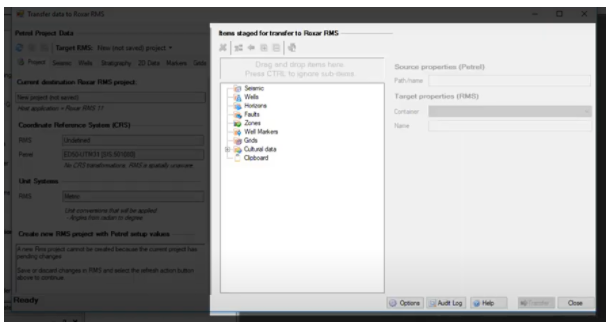 Transfer data to Roxar RMS
Petrel Project Data
Target RMS: New (not saved) project
Project Seismic Wells Stratigraphy 2D Data Markers Grids
Current destination Roxar RMS project:
New project (not saved)
Host application = Roxar RMS 11
Coordinate Reference System (CRS)
RMS Undefined
Petrel
No CRS transformations. RMS is spatially unaware
Unit Systems
RMS Metric
Unit conversions that will be applied
- Angles from radian to degree
Create new RMS project with Petrel setup values
A new RMS project cannot be created because the current project has
pending changes
Save or discard changes in RMS and select the refresh action button
above to continue.
Ready
Items staged for transfer to Roxar RMS
Drag and drop items here
Press CTRL to ignore sub-items
Seismic
Wells
Horizons
Faults
Zones
Well Markers
Grids
Cultural data
Clipboard
Source properties (Petrel)
Path/name
Target properties (RMS)
Container
Name
Options Audit Log Help Transfer Close